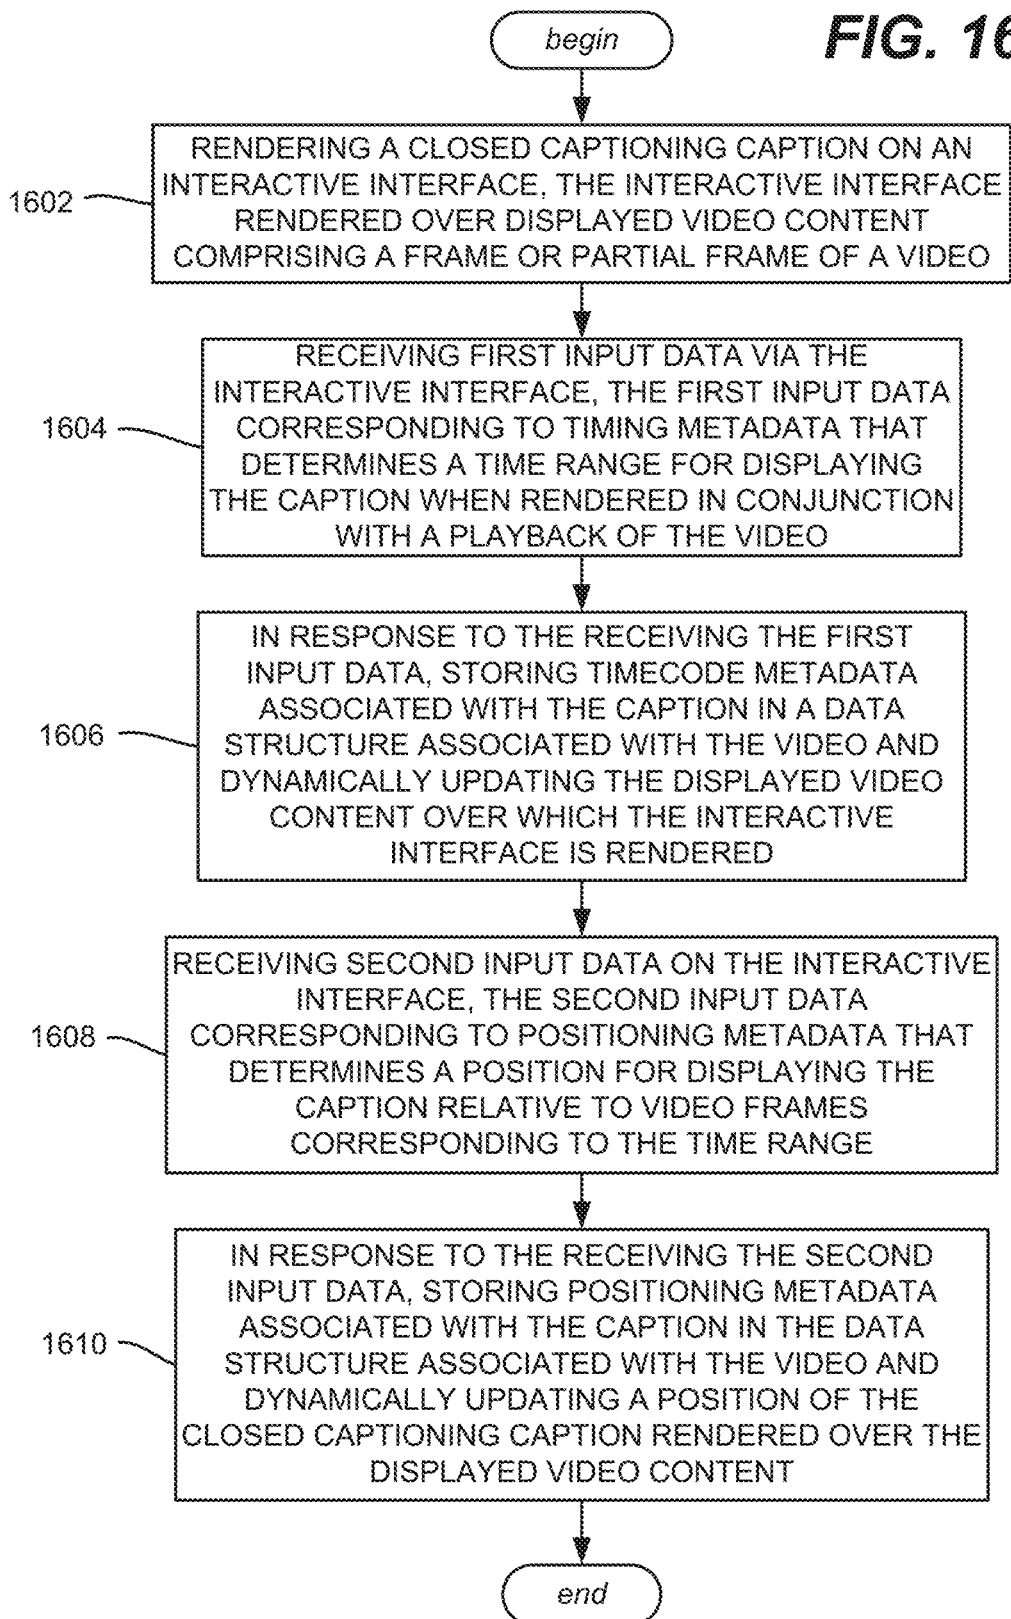 begin
FIG. 16
RENDERING A CLOSED CAPTIONING CAPTION ON AN
INTERACTIVE INTERFACE, THE INTERACTIVE INTERFACE
RENDERED OVER DISPLAYED VIDEO CONTENT
COMPRISING A FRAME OR PARTIAL FRAME OF A VIDEO
1602
RECEIVING FIRST INPUT DATA VIA THE
INTERACTIVE INTERFACE, THE FIRST INPUT DATA
CORRESPONDING TO TIMING METADATA THAT
DETERMINES A TIME RANGE FOR DISPLAYING
THE CAPTION WHEN RENDERED IN CONJUNCTION
WITH A PLAYBACK OF THE VIDEO
1604
IN RESPONSE TO THE RECEIVING THE FIRST
INPUT DATA, STORING TIMECODE METADATA
ASSOCIATED WITH THE CAPTION IN A DATA
STRUCTURE ASSOCIATED WITH THE VIDEO AND
DYNAMICALLY UPDATING THE DISPLAYED VIDEO
CONTENT OVER WHICH THE INTERACTIVE
INTERFACE IS RENDERED
1606
RECEIVING SECOND INPUT DATA ON THE INTERACTIVE
INTERFACE, THE SECOND INPUT DATA
CORRESPONDING TO POSITIONING METADATA THAT
DETERMINES A POSITION FOR DISPLAYING THE
CAPTION RELATIVE TO VIDEO FRAMES
CORRESPONDING TO THE TIME RANGE
1608
IN RESPONSE TO THE RECEIVING THE SECOND
INPUT DATA, STORING POSITIONING METADATA
ASSOCIATED WITH THE CAPTION IN THE DATA
STRUCTURE ASSOCIATED WITH THE VIDEO AND
DYNAMICALLY UPDATING A POSITION OF THE
CLOSED CAPTIONING CAPTION RENDERED OVER THE
DISPLAYED VIDEO CONTENT
1610
end